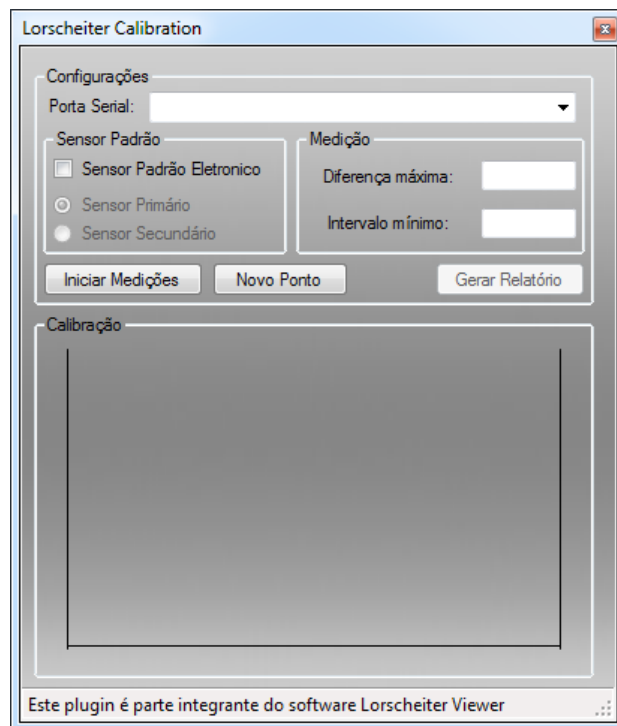 Lorscheiter Calibration
Configurações
Porta Serial:
Sensor Padrão
Sensor Padrão Eletronico
Sensor Primário
Sensor Secundário
Medição
Diferença máxima:
Intervalo mínimo:
Iniciar Medições
Novo Ponto
Gerar Relatório
Calibração
Este plugin é parte integrante do software Lorscheiter Viewer